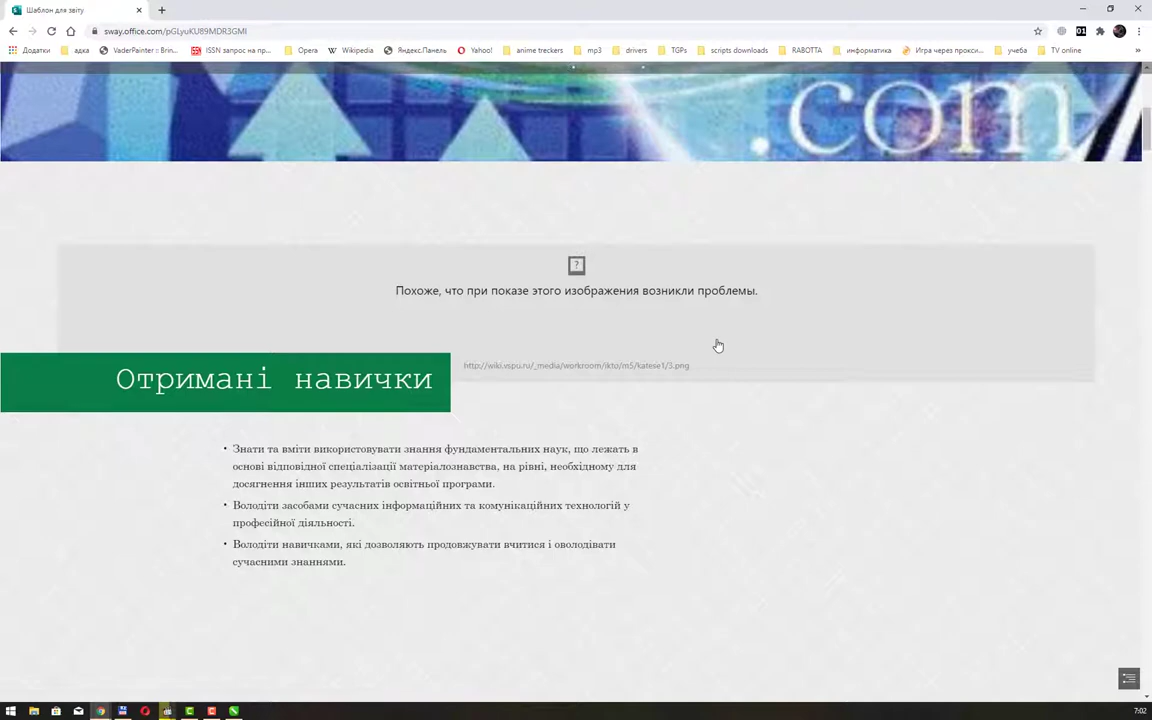 Шаблон для звіту
sway.office.com/pGLyuKU89MDR3GMI
Додатки
адка
VaderPainter :: Brin...
ISSN запрос на пр...
Opera
Wikipedia
Яндекс.Панель
Yahoo!
anime treckers
mp3
drivers
TGPs
scripts downloads
RABOTTA
информатика
Игра через прокси...
учеба
TV online
.com
Похоже, что при показе этого изображения возникли проблемы.
http://wiki.vspu.ru/_media/workroom/ikto/m5/katese1/3.png
Отримані навички
• Знати та вміти використовувати знання фундаментальних наук, що лежать в
основі відповідної спеціалізації матеріалознавства, на рівні, необхідному для
досягнення інших результатів освітньої програми.
• Володіти засобами сучасних інформаційних та комунікаційних технологій у
професійної діяльності.
• Володіти навичками, які дозволяють продовжувати вчитися і оволодівати
сучасними знаннями.
7:02